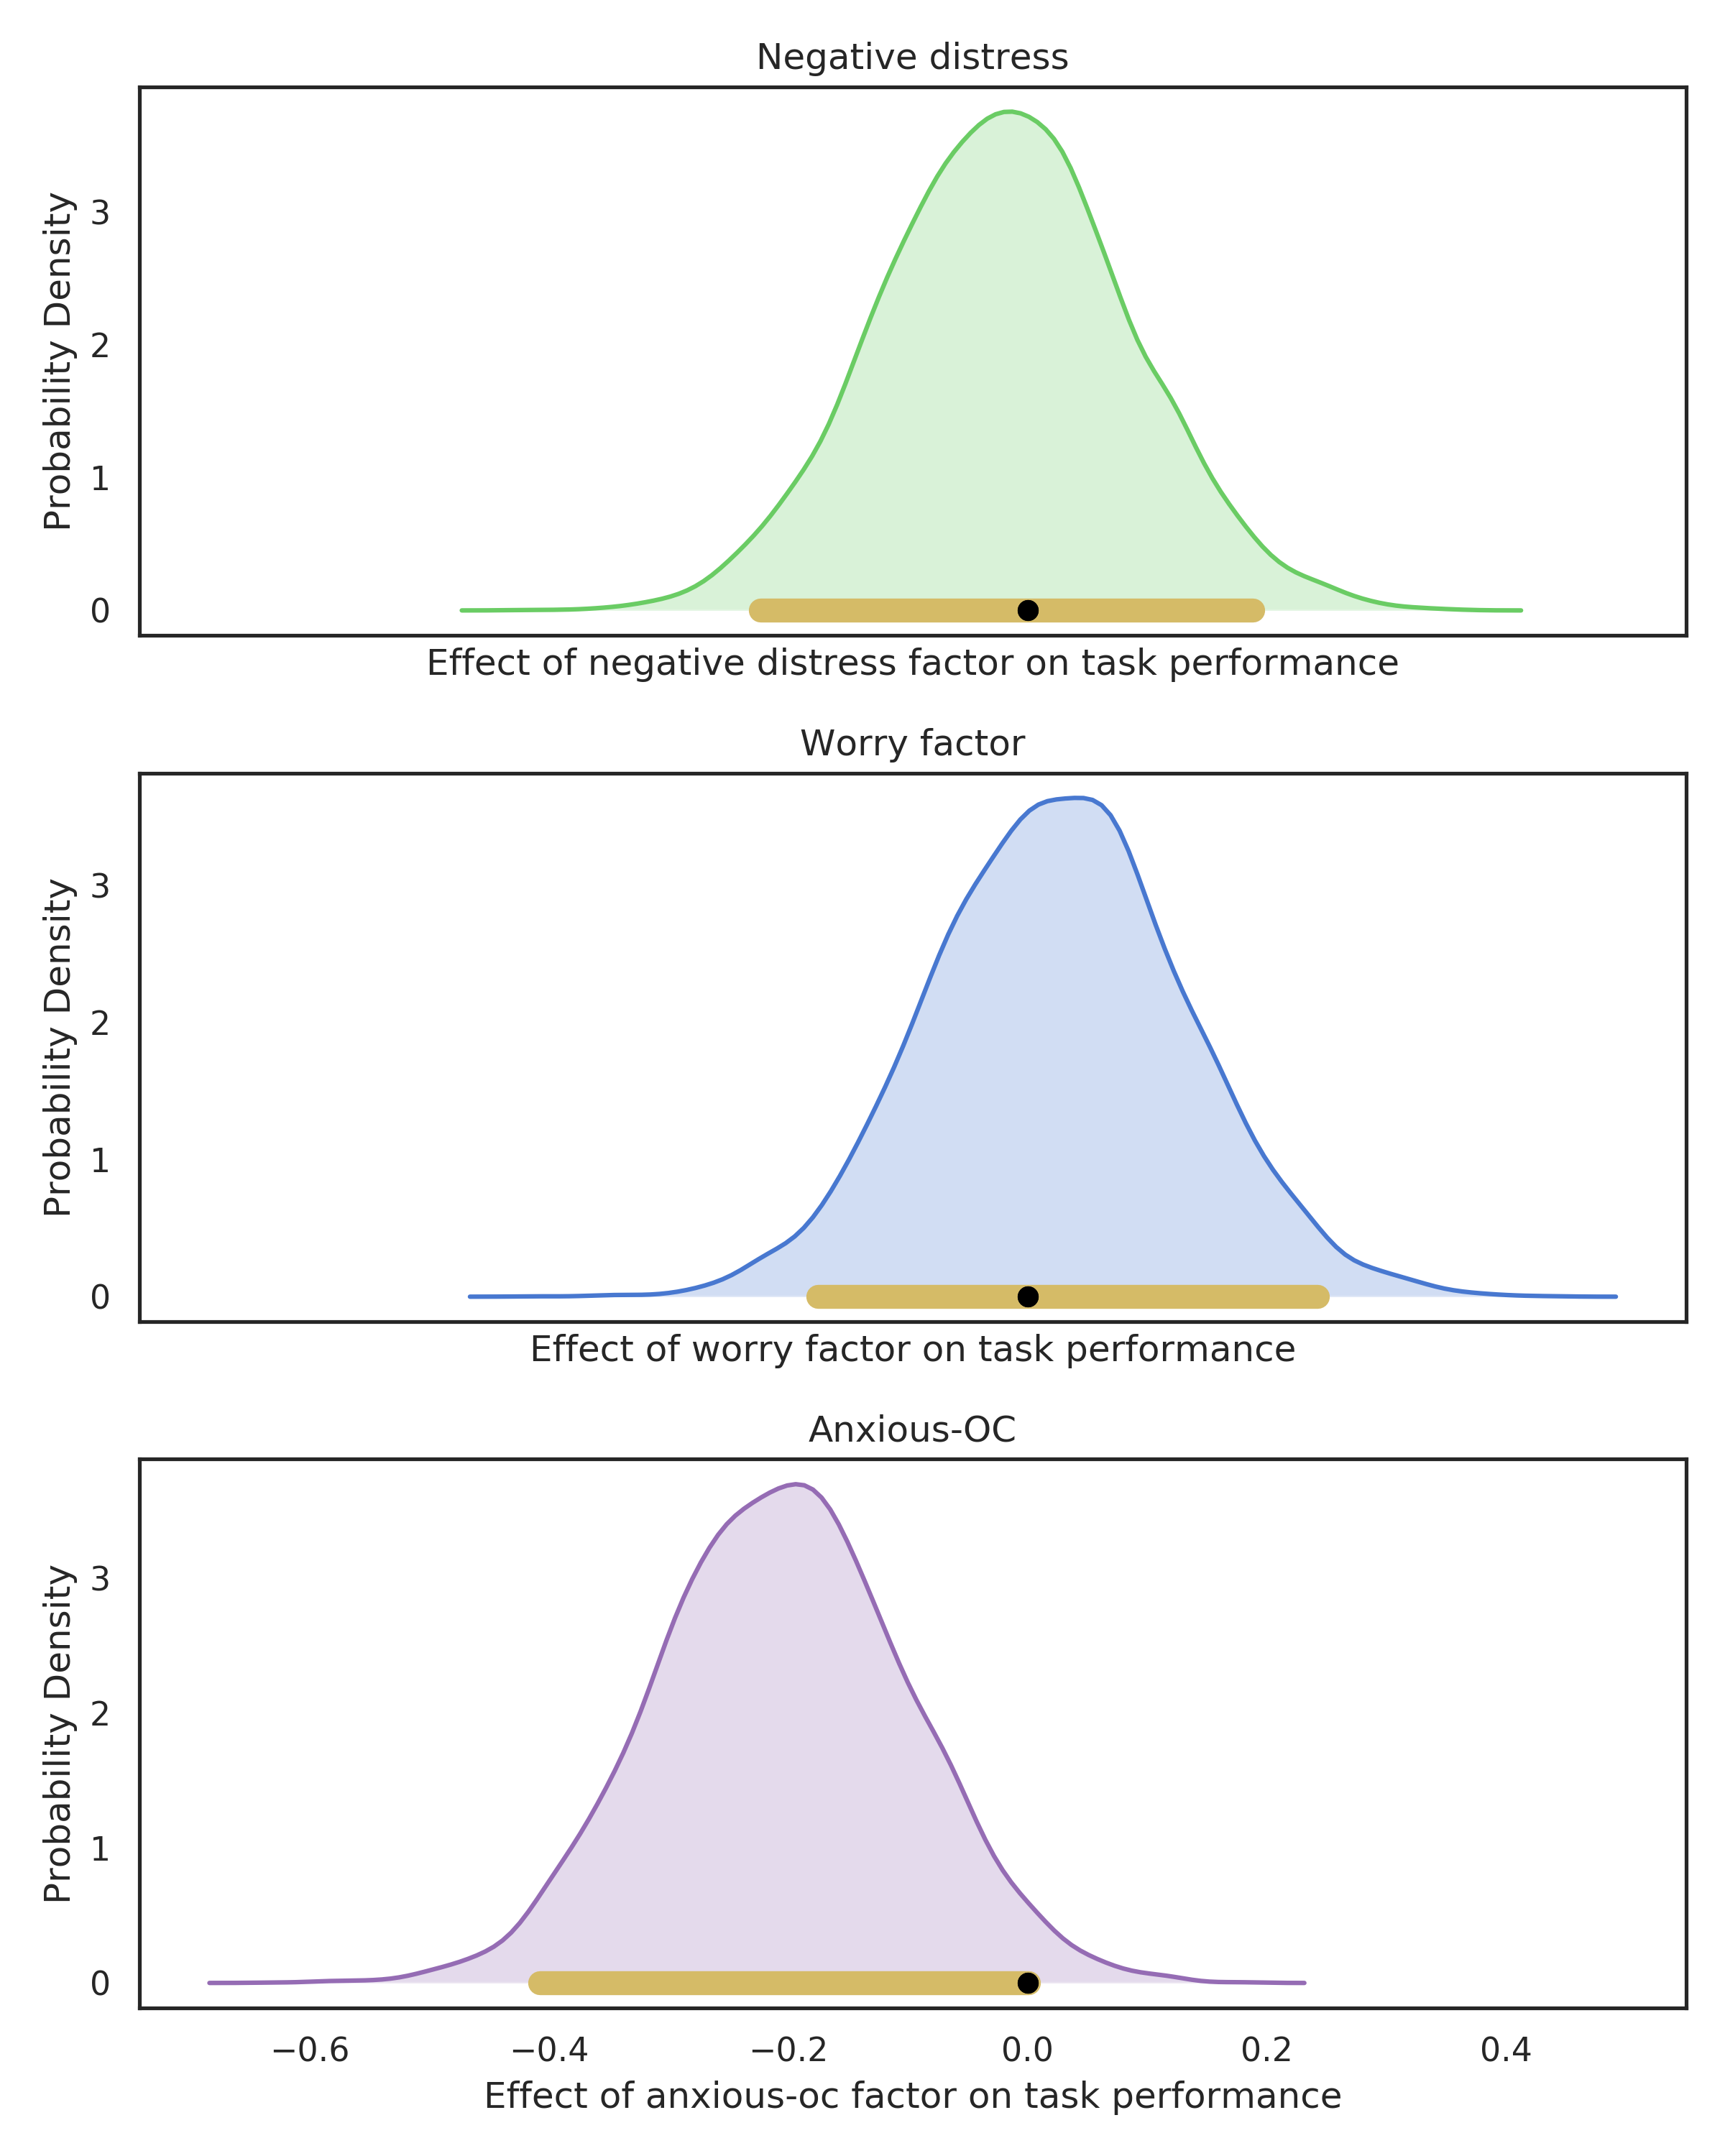 Negative distress
Probability Density
3
2
1
0
Effect of negative distress factor on task performance
Worry factor
Probability Density
3
2
1
0
Effect of worry factor on task performance
Anxious-OC
Probability Density
3
2
1
0
−0.6 −0.4 −0.2 0.0 0.2 0.4
Effect of anxious-oc factor on task performance